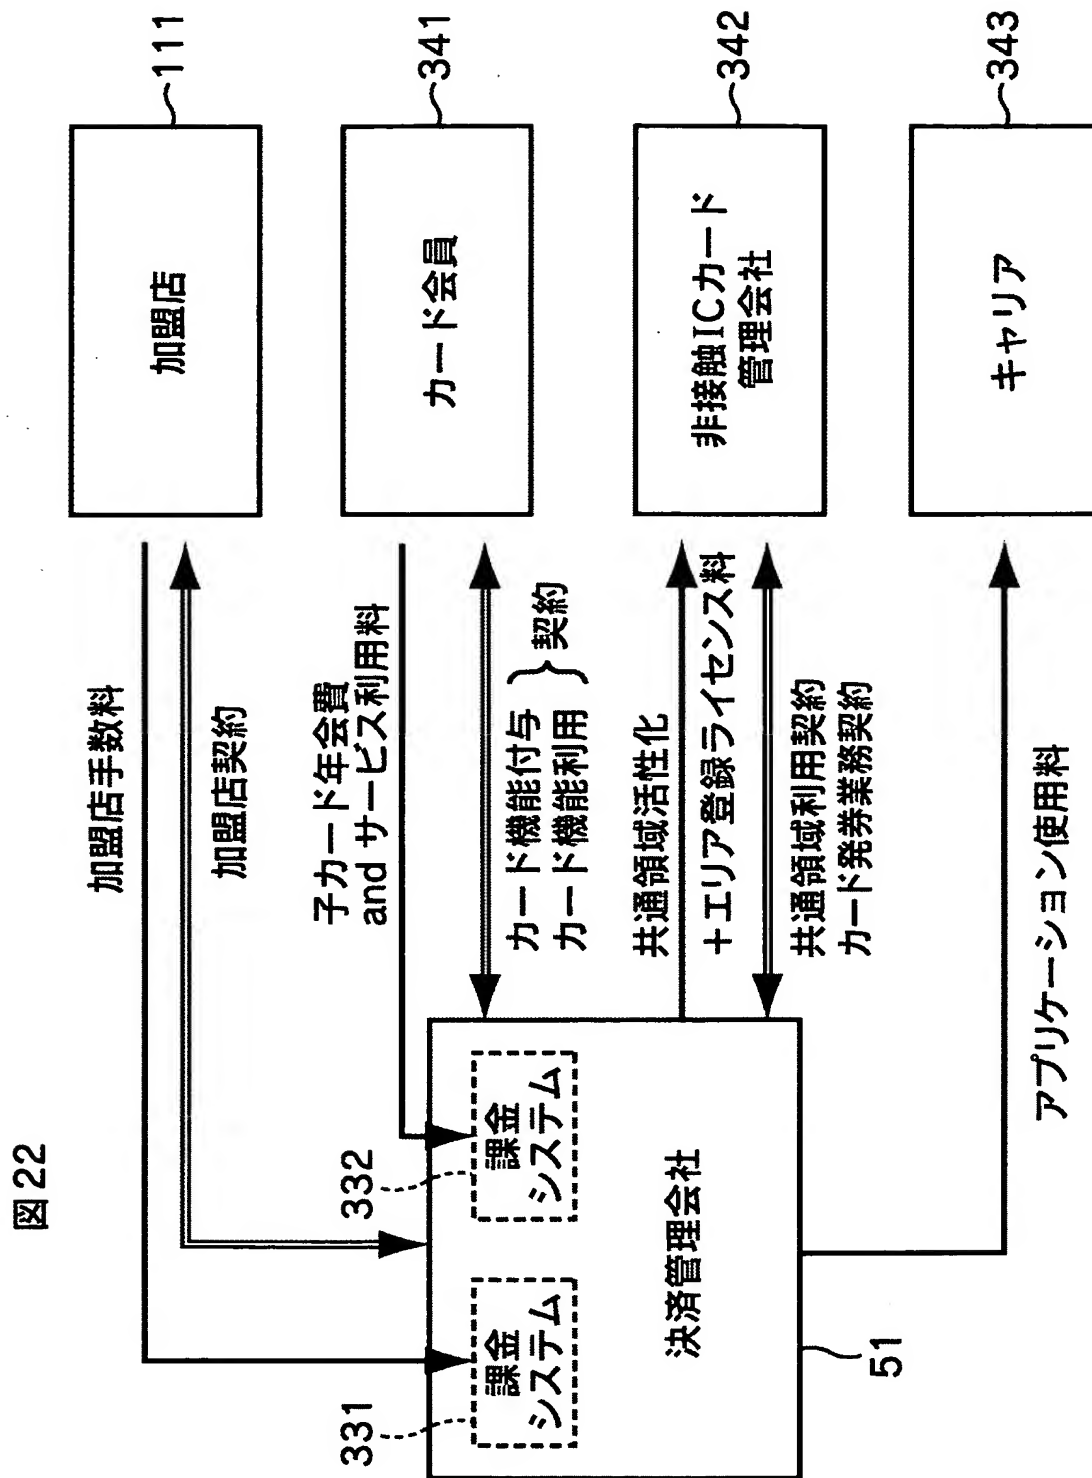 図22
加盟店手数料
加盟店契約
子カード年会費
and サービス利用料
カード機能付与
カード機能利用
契約
共通領域活性化
＋エリア登録ライセンス料
共通領域利用契約
カード発券業務契約
アプリケーション使用料
331
課金
システム
332
課金
システム
決済管理会社
51
加盟店
111
カード会員
341
非接触ICカード
管理会社
342
キャリア
343